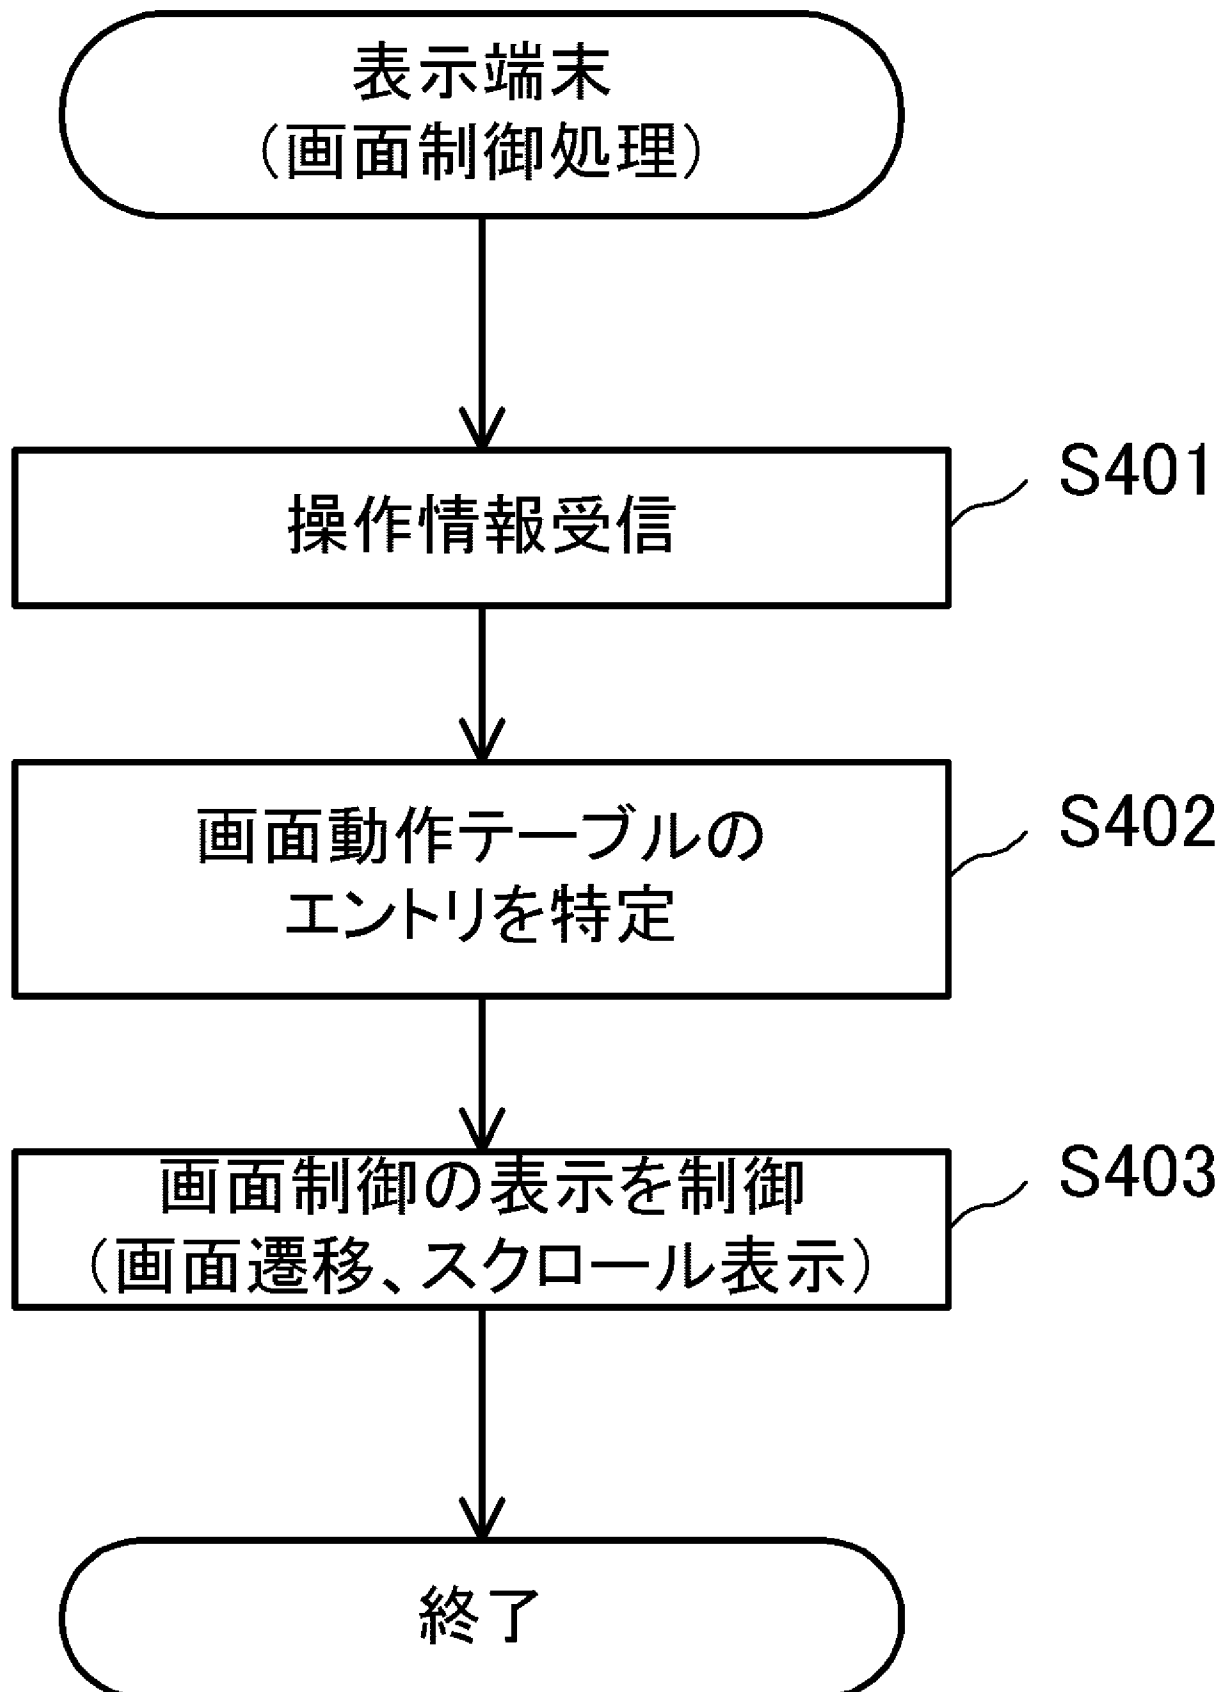 表示端末
（画面制御処理）
操作情報受信
S401
画面動作テーブルの
エントリを特定
S402
画面制御の表示を制御
（画面遷移、スクロール表示）
S403
終了